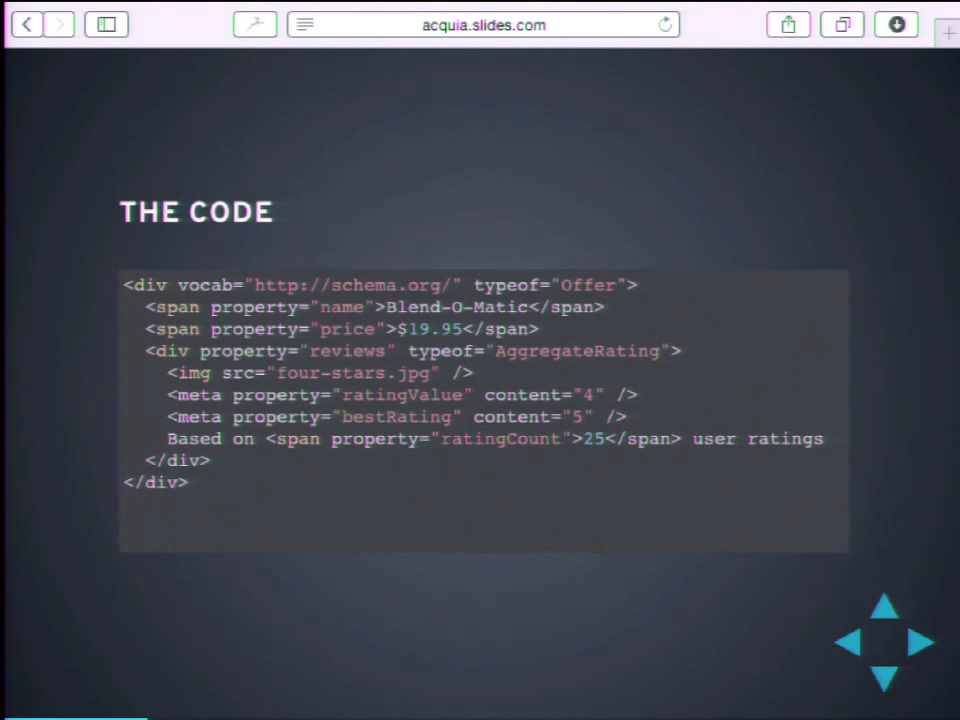 acquia.slides.com
THE CODE
<div vocab="http://schema.org/" typeof="Offer">
<span property="name">Blend-O-Matic</span>
<span property="price">$19.95</span>
<div property="reviews" typeof="AggregateRating">
<img src="four-stars.jpg" />
<meta property="ratingValue" content="4" />
<meta property="bestRating" content="5" />
Based on <span property="ratingCount">25</span> user ratings
</div>
</div>